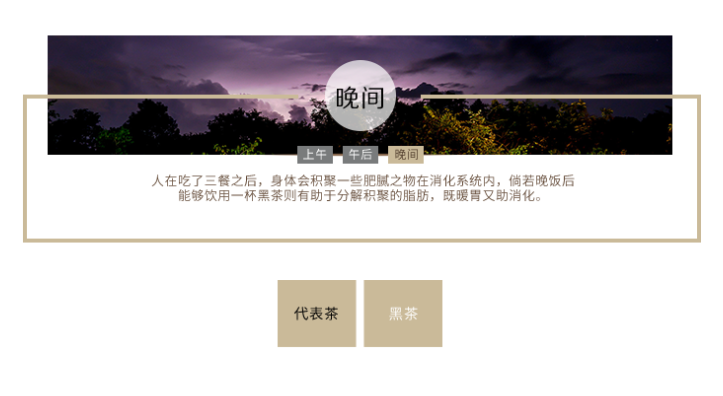 晚间
上午 午后 晚间
人在吃了三餐之后，身体会积聚一些肥腻之物在消化系统内，倘若晚饭后
能够饮用一杯黑茶则有助于分解积聚的脂肪，既暖胃又助消化。
代表茶 黑茶